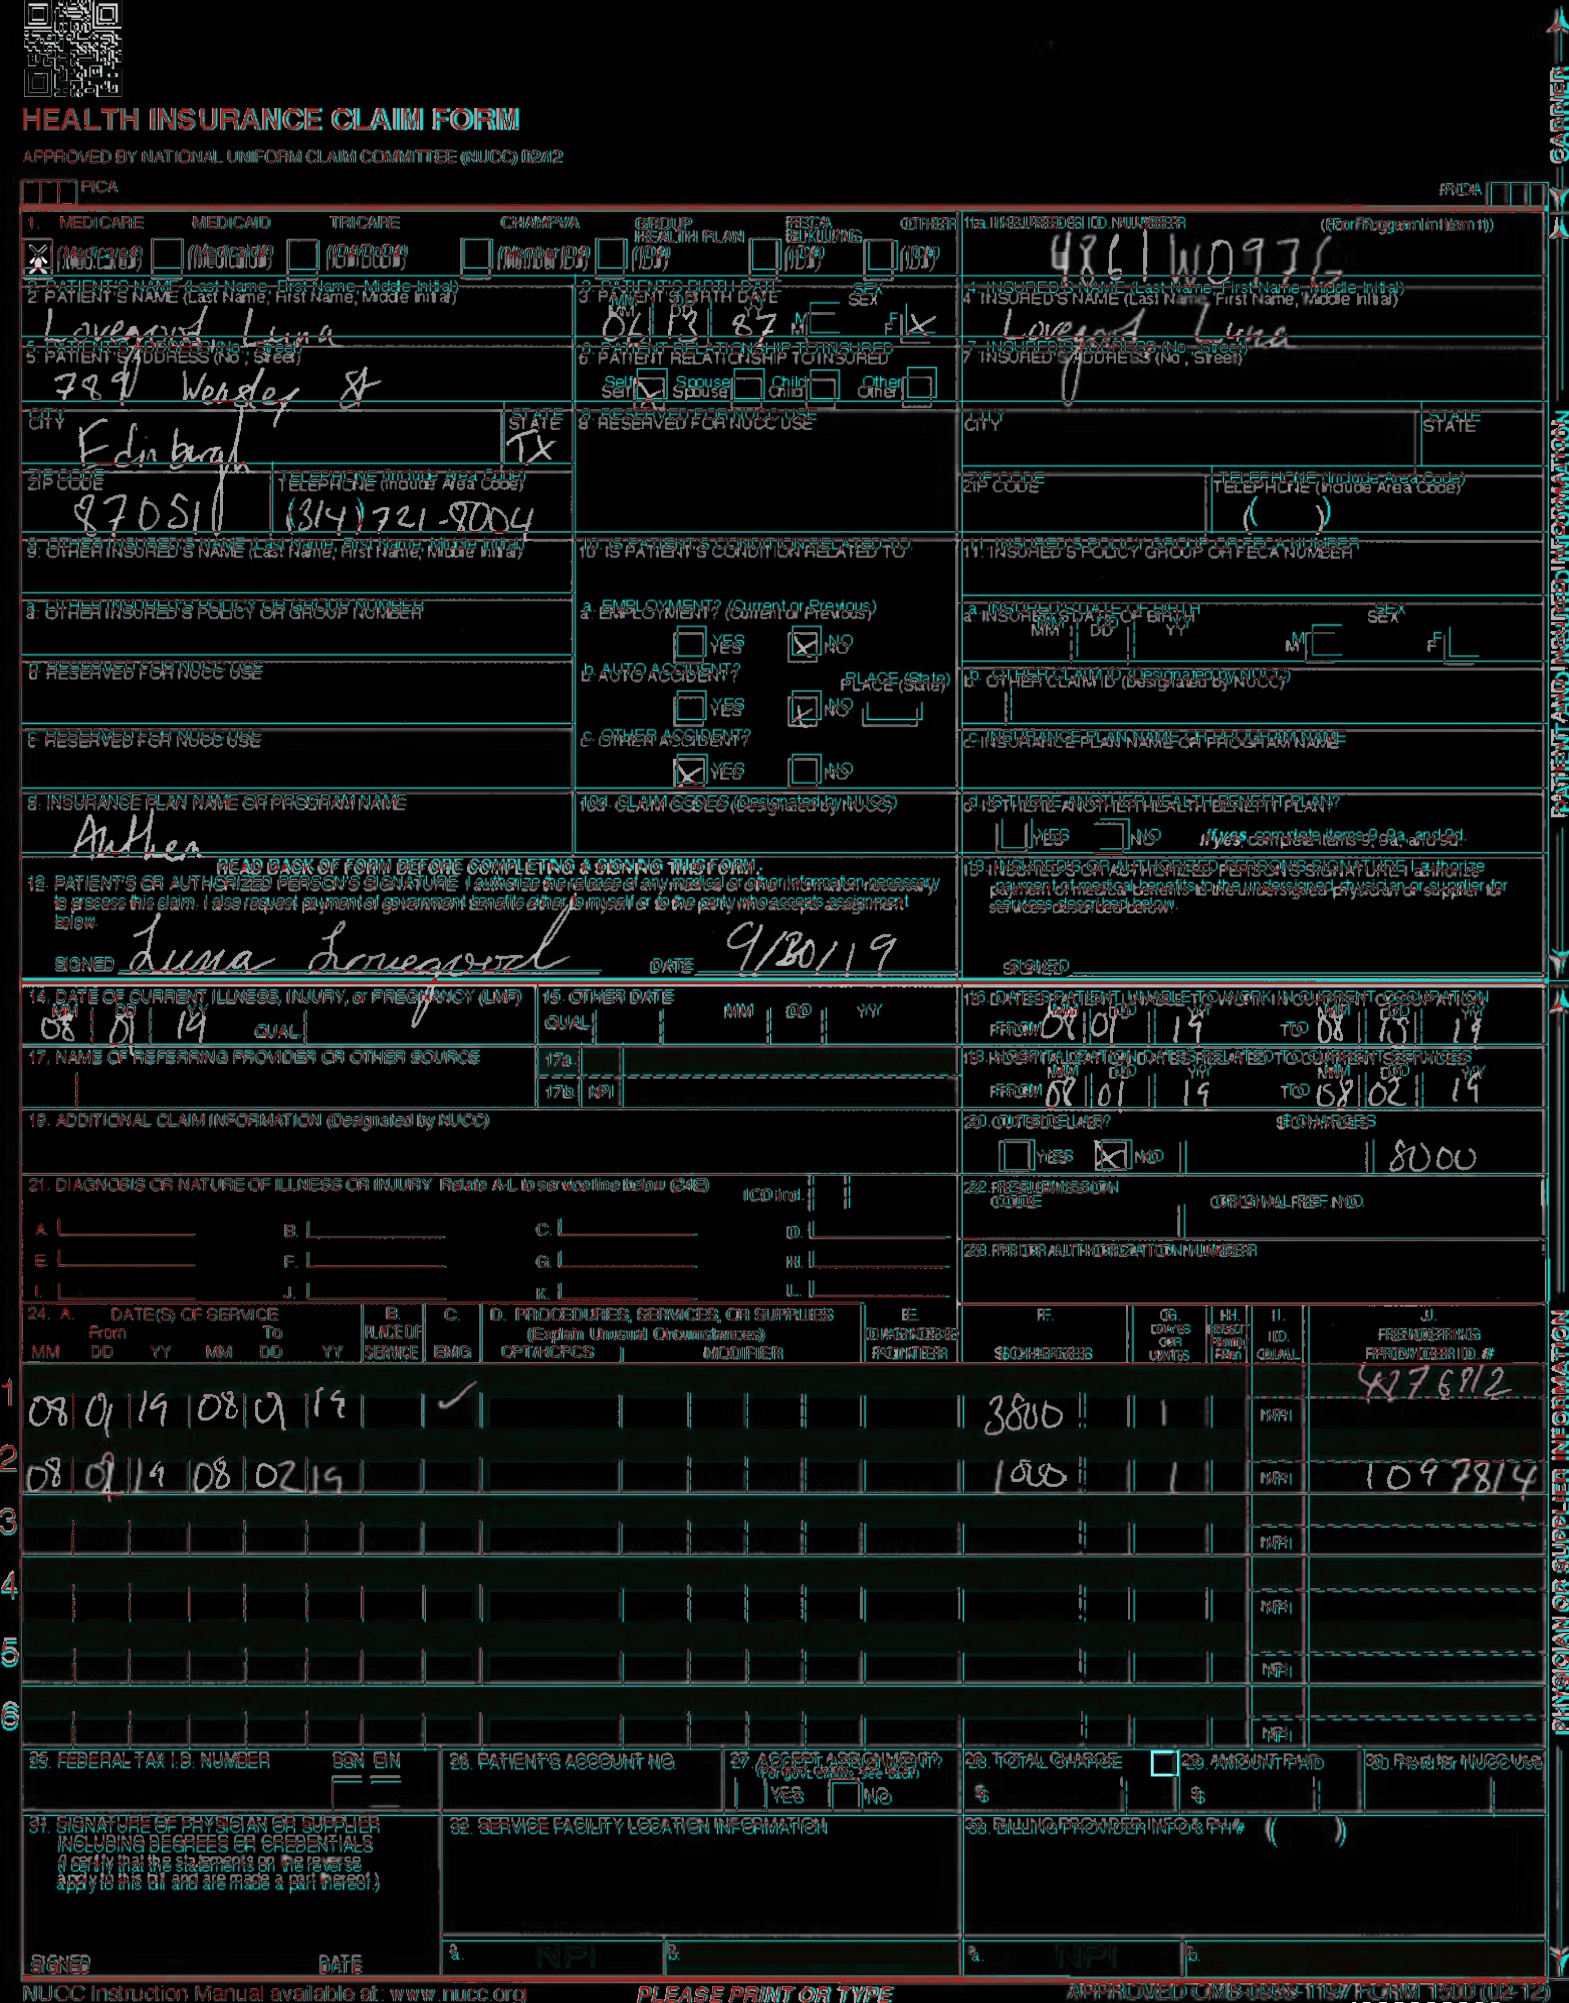 HEALTH INSURANCE CLAIM FORM
APPROVED BY NATIONAL UNIFORM CLAIM COMMITTEE (NUCC) 02/12
PICA PICA
1. MEDICARE MEDICAID TRICARE CHAMPVA GROUP HEALTH PLAN FECA BLK LUNG OTHER 1a. INSURED'S I.D. NUMBER (For Program in Item 1)
X (Medicare#) (Medicaid#) (ID#/DoD#) (Member ID#) (ID#) (ID#) (ID#)
2. PATIENT'S NAME (Last Name, First Name, Middle Initial) 3. PATIENT'S BIRTH DATE SEX 4. INSURED'S NAME (Last Name, First Name, Middle Initial)
MM DD YY
Lovegood Luna 13 87 M F X Lovegood Luna
5. PATIENT'S ADDRESS (No., Street) 6. PATIENT RELATIONSHIP TO INSURED 7. INSURED'S ADDRESS (No., Street)
789 St Self X Spouse Child Other
CITY STATE 8. RESERVED FOR NUCC USE CITY STATE
Edinburgh TX
ZIP CODE TELEPHONE (Include Area Code) ZIP CODE TELEPHONE (Include Area Code)
87051 (314) 721-8004 ( )
9. OTHER INSURED'S NAME (Last Name, First Name, Middle Initial) 10. IS PATIENT'S CONDITION RELATED TO: 11. INSURED'S POLICY GROUP OR FECA NUMBER
a. OTHER INSURED'S POLICY OR GROUP NUMBER a. EMPLOYMENT? (Current or Previous) a. INSURED'S DATE OF BIRTH SEX
YES X NO MM DD YY M F
b. RESERVED FOR NUCC USE b. AUTO ACCIDENT? PLACE (State) b. OTHER CLAIM ID (Designated by NUCC)
YES X NO
c. RESERVED FOR NUCC USE c. OTHER ACCIDENT? c. INSURANCE PLAN NAME OR PROGRAM NAME
X YES NO
d. INSURANCE PLAN NAME OR PROGRAM NAME 10d. CLAIM CODES (Designated by NUCC) d. IS THERE ANOTHER HEALTH BENEFIT PLAN?
Anthem YES NO If yes, complete items 9, 9a, and 9d.
READ BACK OF FORM BEFORE COMPLETING & SIGNING THIS FORM.
12. PATIENT'S OR AUTHORIZED PERSON'S SIGNATURE I authorize the release of any medical or other information necessary
to process this claim. I also request payment of government benefits either to myself or to the party who accepts assignment
below.
13. INSURED'S OR AUTHORIZED PERSON'S SIGNATURE I authorize
payment of medical benefits to the undersigned physician or supplier for
services described below.
SIGNED Luna Lovegood DATE 9/30/19 SIGNED
14. DATE OF CURRENT ILLNESS, INJURY, or PREGNANCY (LMP) 15. OTHER DATE 16. DATES PATIENT UNABLE TO WORK IN CURRENT OCCUPATION
MM DD YY MM DD YY MM DD YY MM DD YY
08 01 19 QUAL. QUAL. FROM 08 01 19 TO 08 19
17. NAME OF REFERRING PROVIDER OR OTHER SOURCE 17a. 18. HOSPITALIZATION DATES RELATED TO CURRENT SERVICES
MM DD YY MM DD YY
17b. NPI FROM 08 01 19 TO 08 02 19
19. ADDITIONAL CLAIM INFORMATION (Designated by NUCC) 20. OUTSIDE LAB? $ CHARGES
YES X NO 8000
21. DIAGNOSIS OR NATURE OF ILLNESS OR INJURY Relate A-L to service line below (24E) ICD Ind. 22. RESUBMISSION CODE ORIGINAL REF. NO.
A. B. C. D.
23. PRIOR AUTHORIZATION NUMBER
E. F. G. H.
I. J. K. L.
24. A. DATE(S) OF SERVICE B. C. D. PROCEDURES, SERVICES, OR SUPPLIES E. F. G. H. I. J.
From To PLACE OF (Explain Unusual Circumstances) DIAGNOSIS DAYS OR UNITS ID. RENDERING
MM DD YY MM DD YY SERVICE EMG CPT/HCPCS MODIFIER POINTER $ CHARGES QUAL. PROVIDER ID. #
1 08 01 19 08 01 19 ✓ 3800 1 NPI
2 08 19 08 02 19 1000 1 NPI 1097814
3 NPI
4 NPI
5 NPI
6 NPI
25. FEDERAL TAX I.D. NUMBER SSN EIN 26. PATIENT'S ACCOUNT NO. 27. ACCEPT ASSIGNMENT? (For govt. claims, see back) 28. TOTAL CHARGE 29. AMOUNT PAID 30. Rsvd for NUCC Use
YES NO $ $
31. SIGNATURE OF PHYSICIAN OR SUPPLIER
INCLUDING DEGREES OR CREDENTIALS
(I certify that the statements on the reverse
apply to this bill and are made a part thereof.)
32. SERVICE FACILITY LOCATION INFORMATION 33. BILLING PROVIDER INFO & PH # ( )
SIGNED DATE a. NPI b. a. NPI b.
NUCC Instruction Manual available at: www.nucc.org PLEASE PRINT OR TYPE APPROVED OMB-0938-1197 FORM 1500 (02-12)
CARRIER
PATIENT AND INSURED INFORMATION
PHYSICIAN OR SUPPLIER INFORMATION